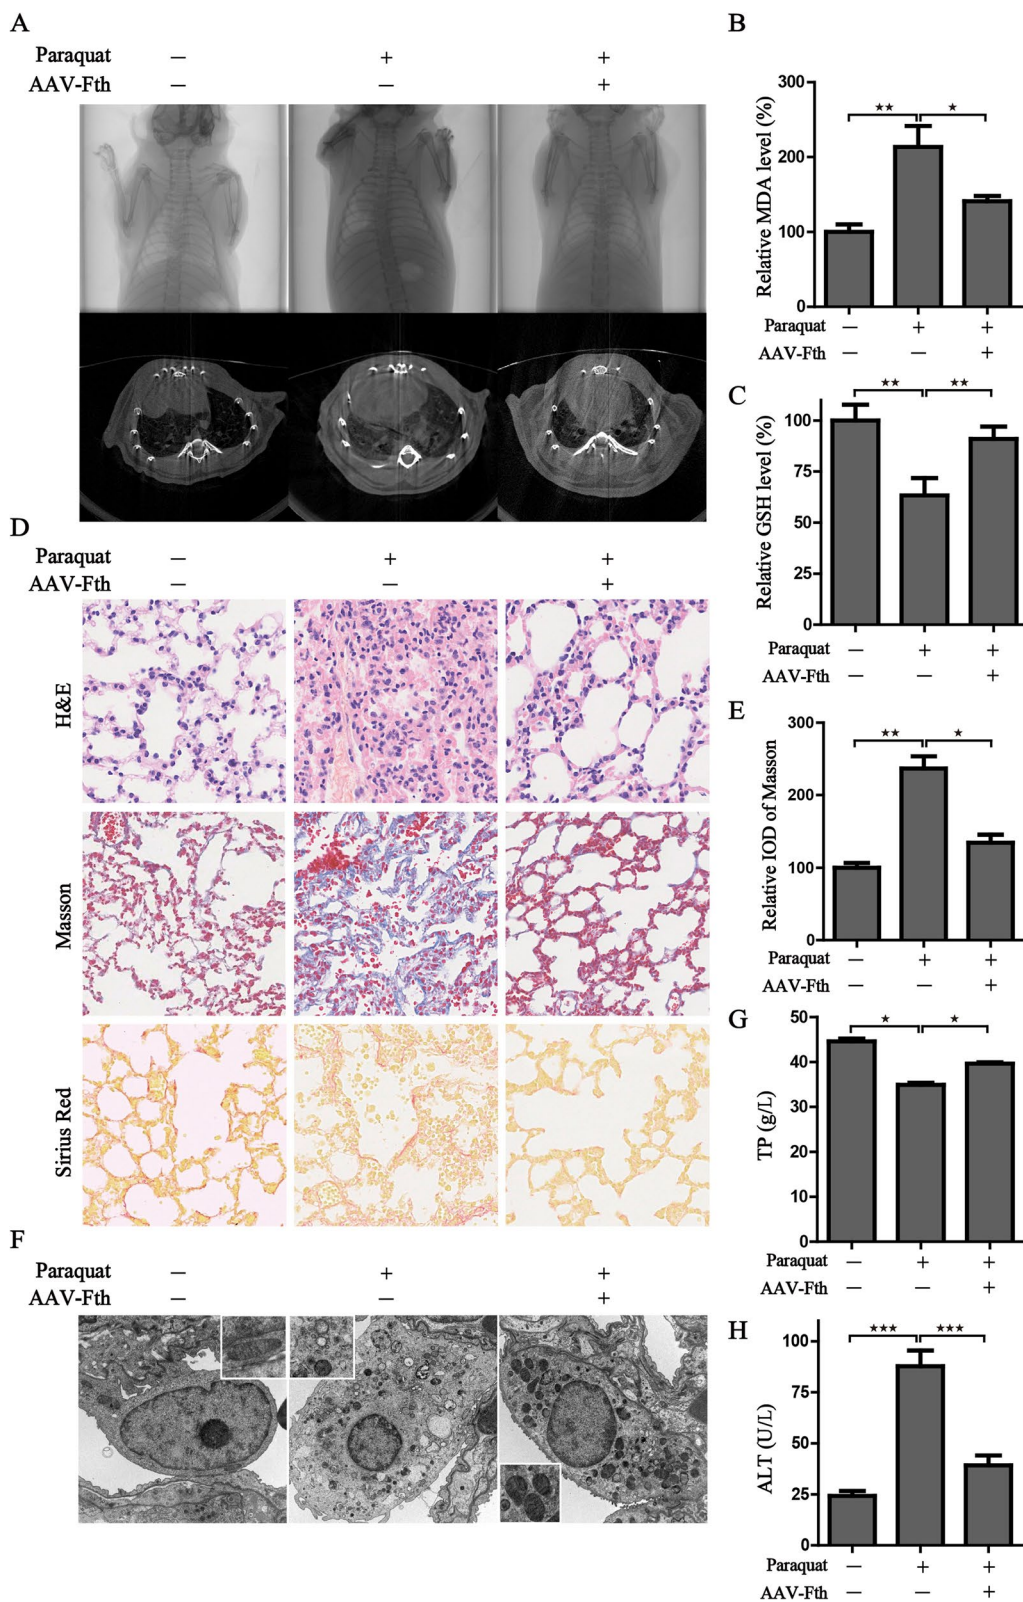 A
Paraquat — + +
AAV-Fth — — +
B
Relative MDA level (%)
300
200
100
0
★★ ★
Paraquat — + +
AAV-Fth — — +
C
Relative GSH level (%)
100
75
50
25
0
★★ ★★
Paraquat — + +
AAV-Fth — — +
D
Paraquat — + +
AAV-Fth — — +
H&E
Masson
Sirius Red
E
Relative IOD of Masson
300
200
100
0
★★ ★
Paraquat — + +
AAV-Fth — — +
F
Paraquat — + +
AAV-Fth — — +
G
TP (g/L)
50
40
30
20
10
0
★ ★
Paraquat — + +
AAV-Fth — — +
H
ALT (U/L)
100
75
50
25
0
★★★ ★★★
Paraquat — + +
AAV-Fth — — +